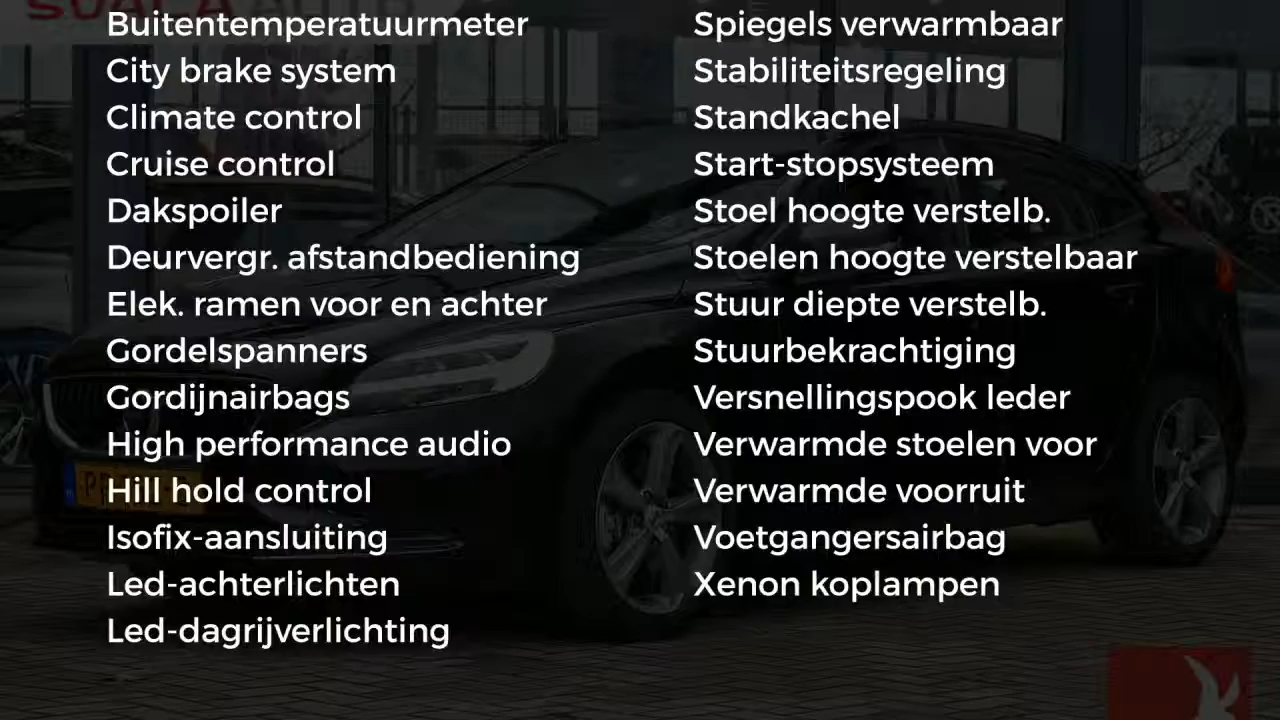 Buitentemperatuurmeter
City brake system
Climate control
Cruise control
Dakspoiler
Deurvergr. afstandbediening
Elek. ramen voor en achter
Gordelspanners
Gordijnairbags
High performance audio
Hill hold control
Isofix-aansluiting
Led-achterlichten
Led-dagrijverlichting
Spiegels verwarmbaar
Stabiliteitsregeling
Standkachel
Start-stopsysteem
Stoel hoogte verstelb.
Stoelen hoogte verstelbaar
Stuur diepte verstelb.
Stuurbekrachtiging
Versnellingspook leder
Verwarmde stoelen voor
Verwarmde voorruit
Voetgangersairbag
Xenon koplampen